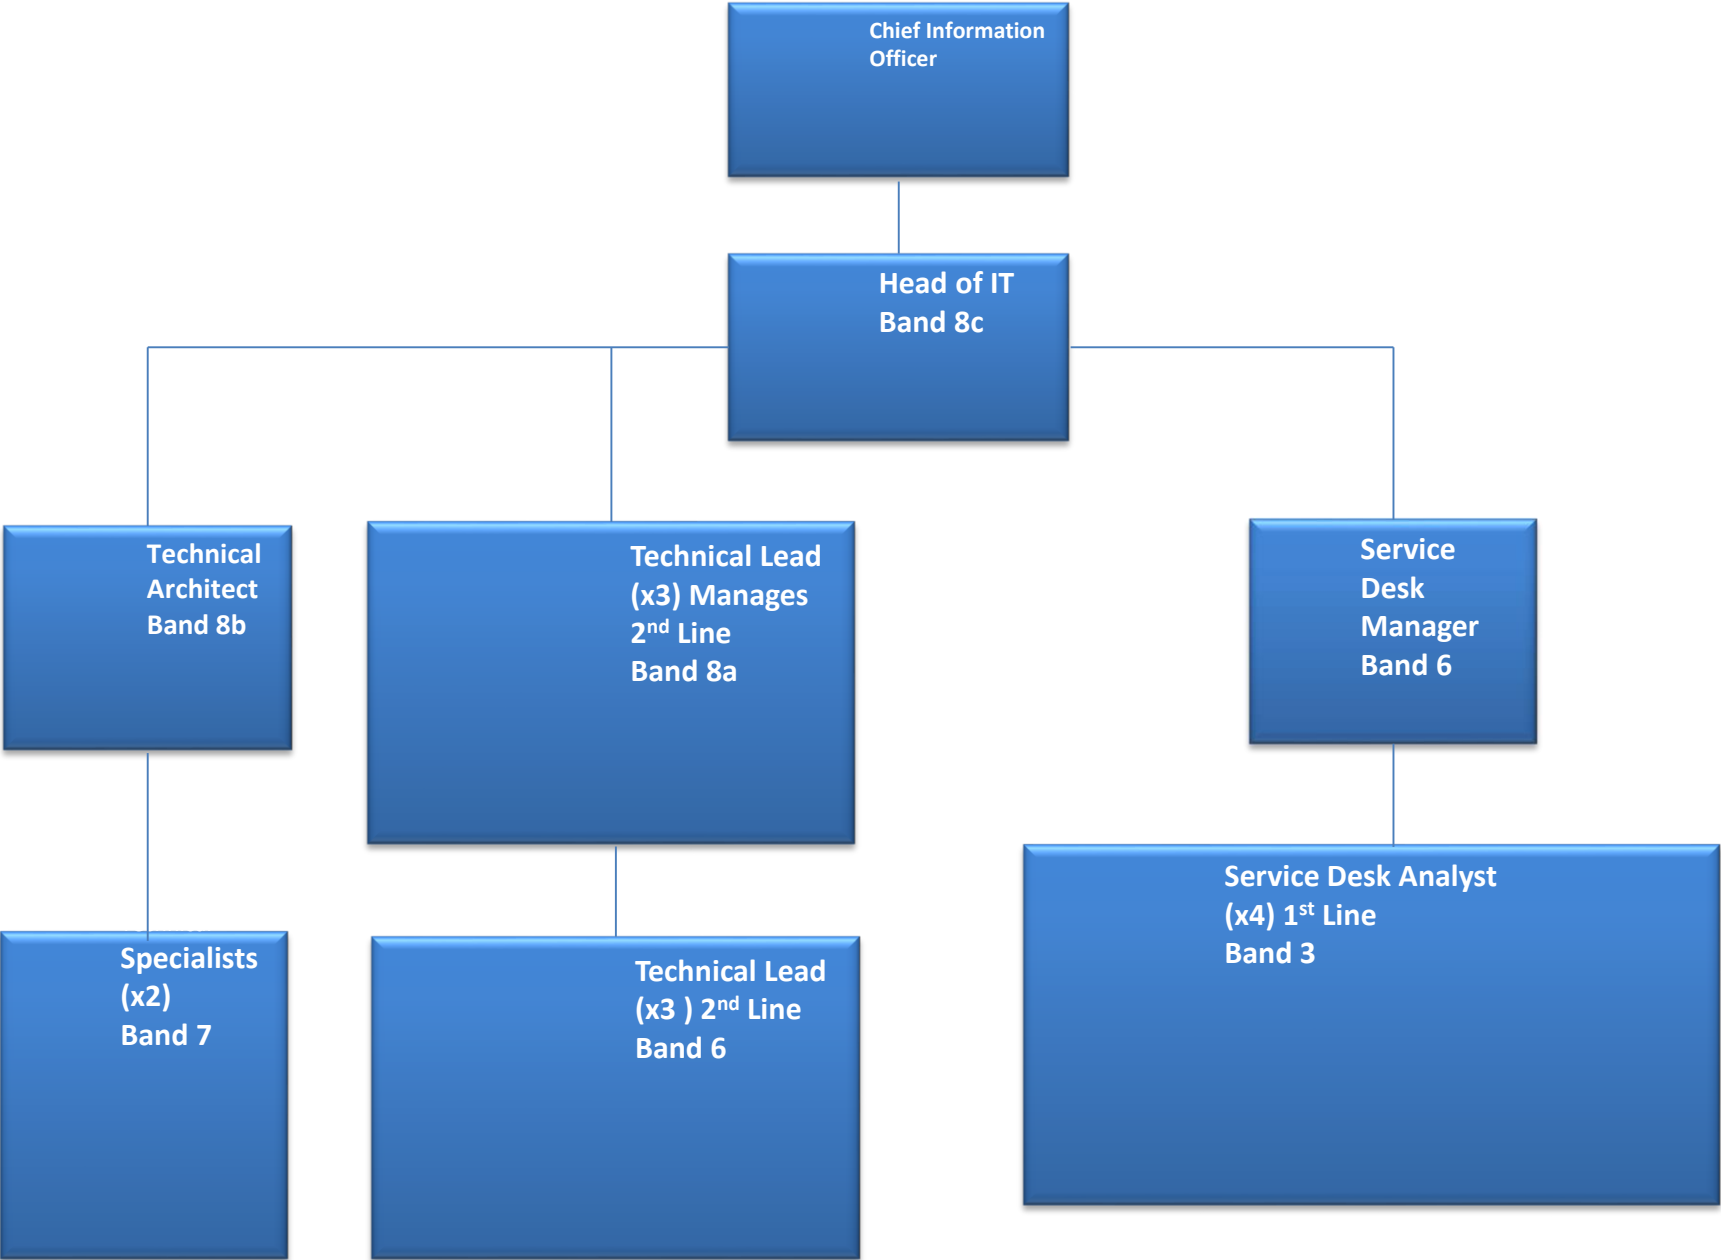 Chief Information
Officer
Head of IT
Band 8c
Technical
Architect
Band 8b
Technical Lead
(x3) Manages
2nd Line
Band 8a
Service
Desk
Manager
Band 6
Specialists
(x2)
Band 7
Technical Lead
(x3 ) 2nd Line
Band 6
Service Desk Analyst
(x4) 1st Line
Band 3